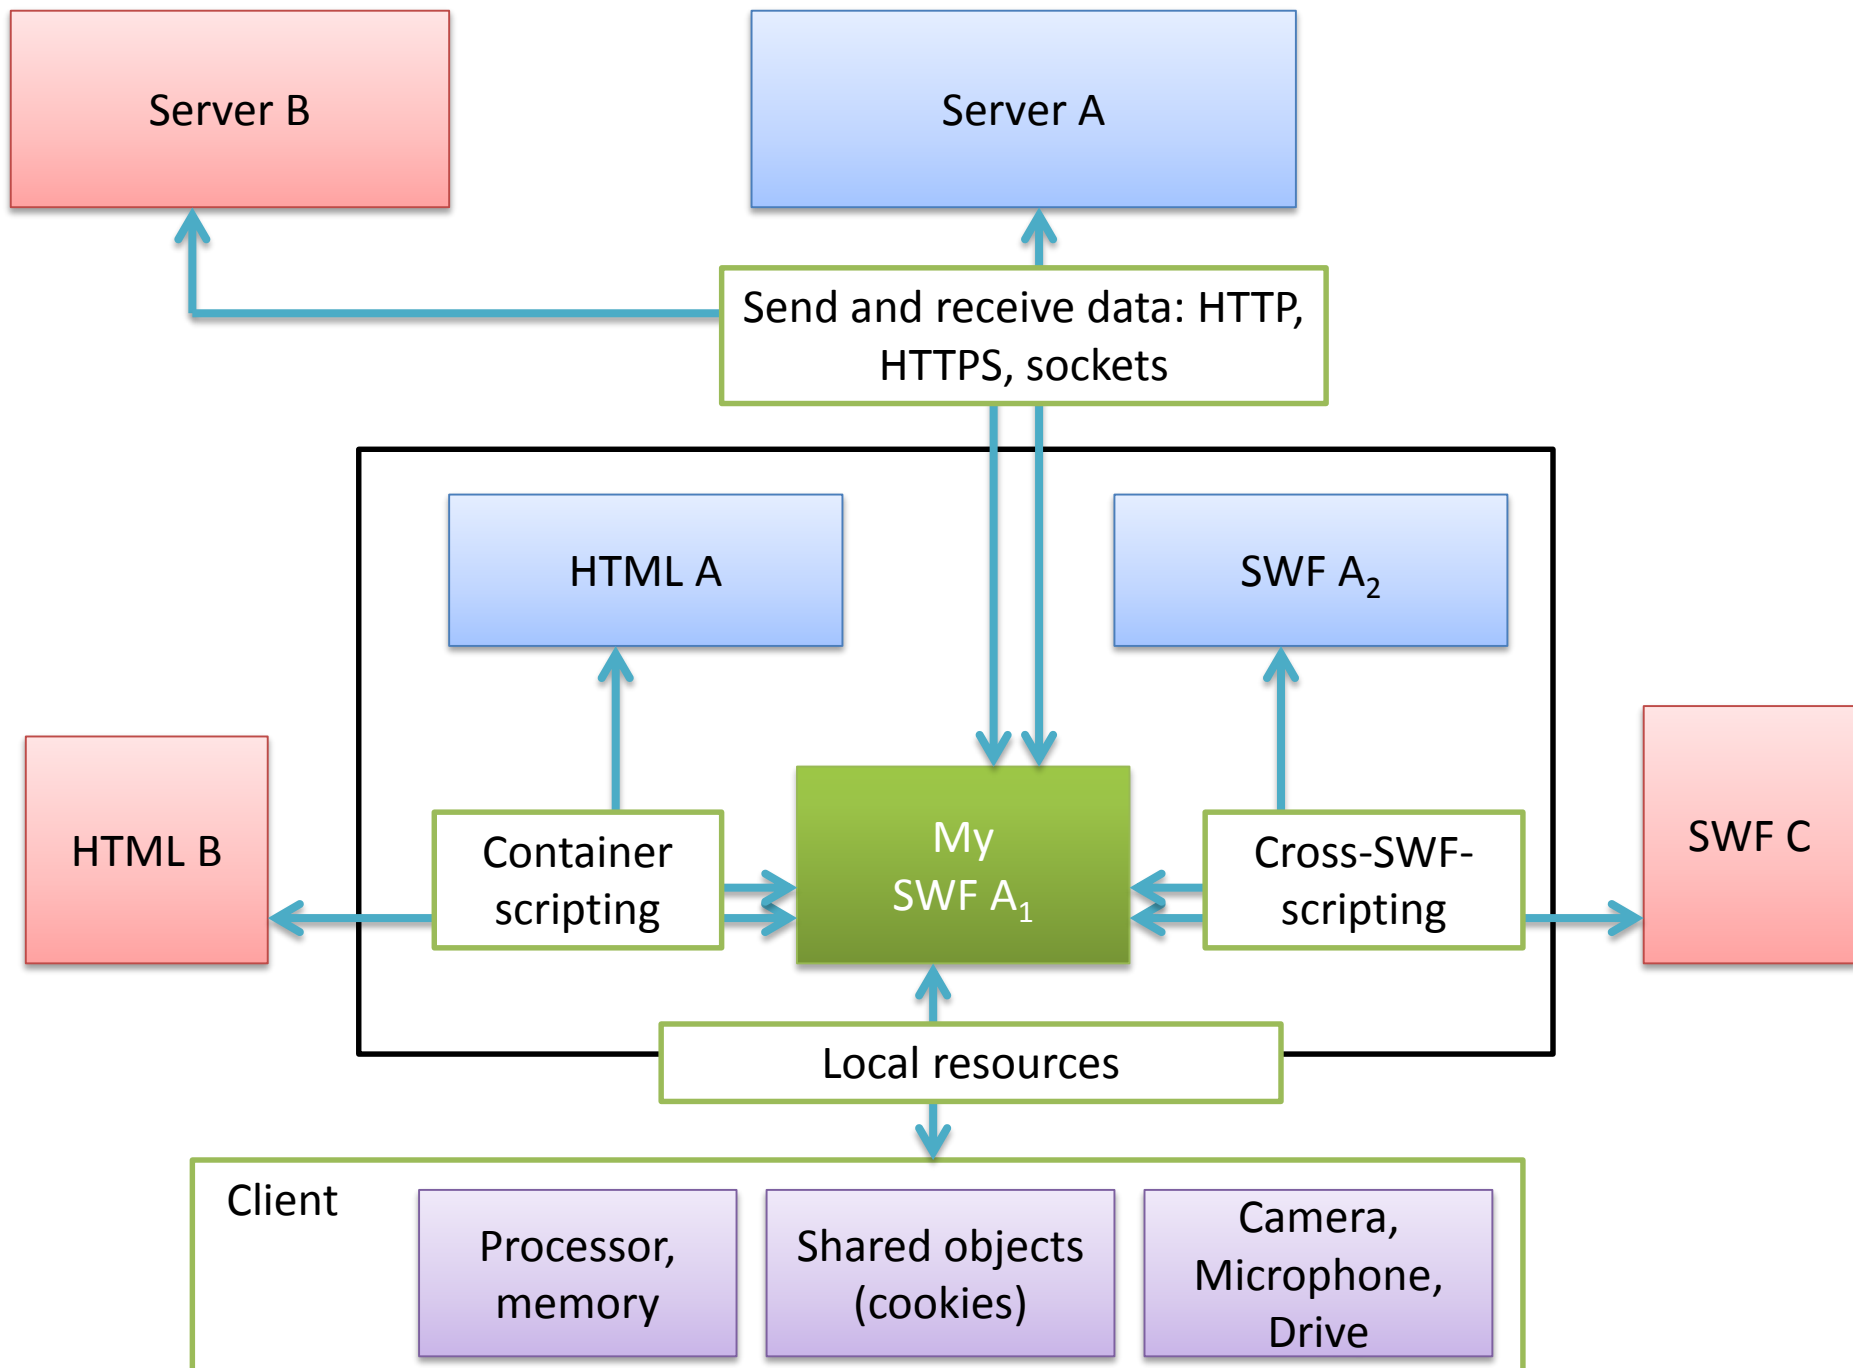 Server B
Server A
Send and receive data: HTTP,
HTTPS, sockets
HTML A
SWF A₂
HTML B
Container
scripting
My
SWF A₁
Cross-SWF-
scripting
SWF C
Local resources
Client
Processor,
memory
Shared objects
(cookies)
Camera,
Microphone,
Drive